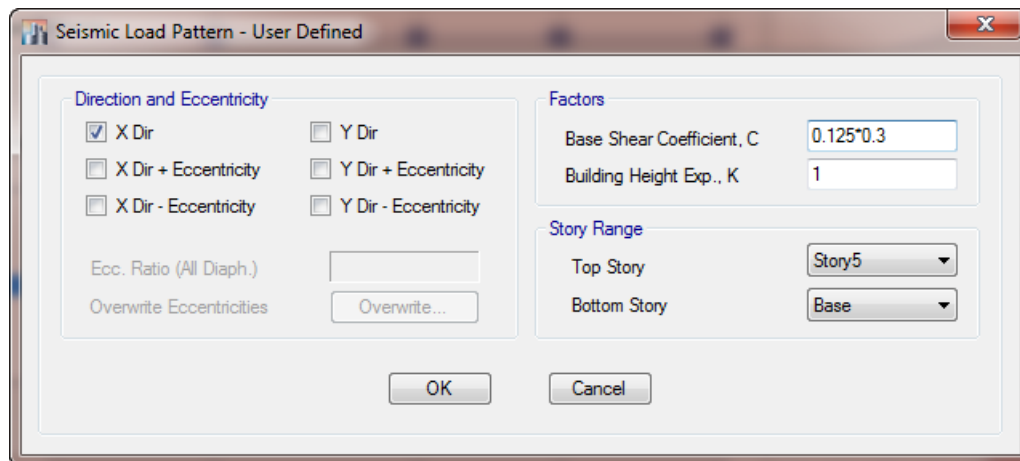 Seismic Load Pattern - User Defined
Direction and Eccentricity
X Dir
Y Dir
X Dir + Eccentricity
Y Dir + Eccentricity
X Dir - Eccentricity
Y Dir - Eccentricity
Ecc. Ratio (All Diaph.)
Overwrite Eccentricities
Overwrite...
Factors
Base Shear Coefficient, C
0.125*0.3
Building Height Exp., K
1
Story Range
Top Story
Story5
Bottom Story
Base
OK
Cancel